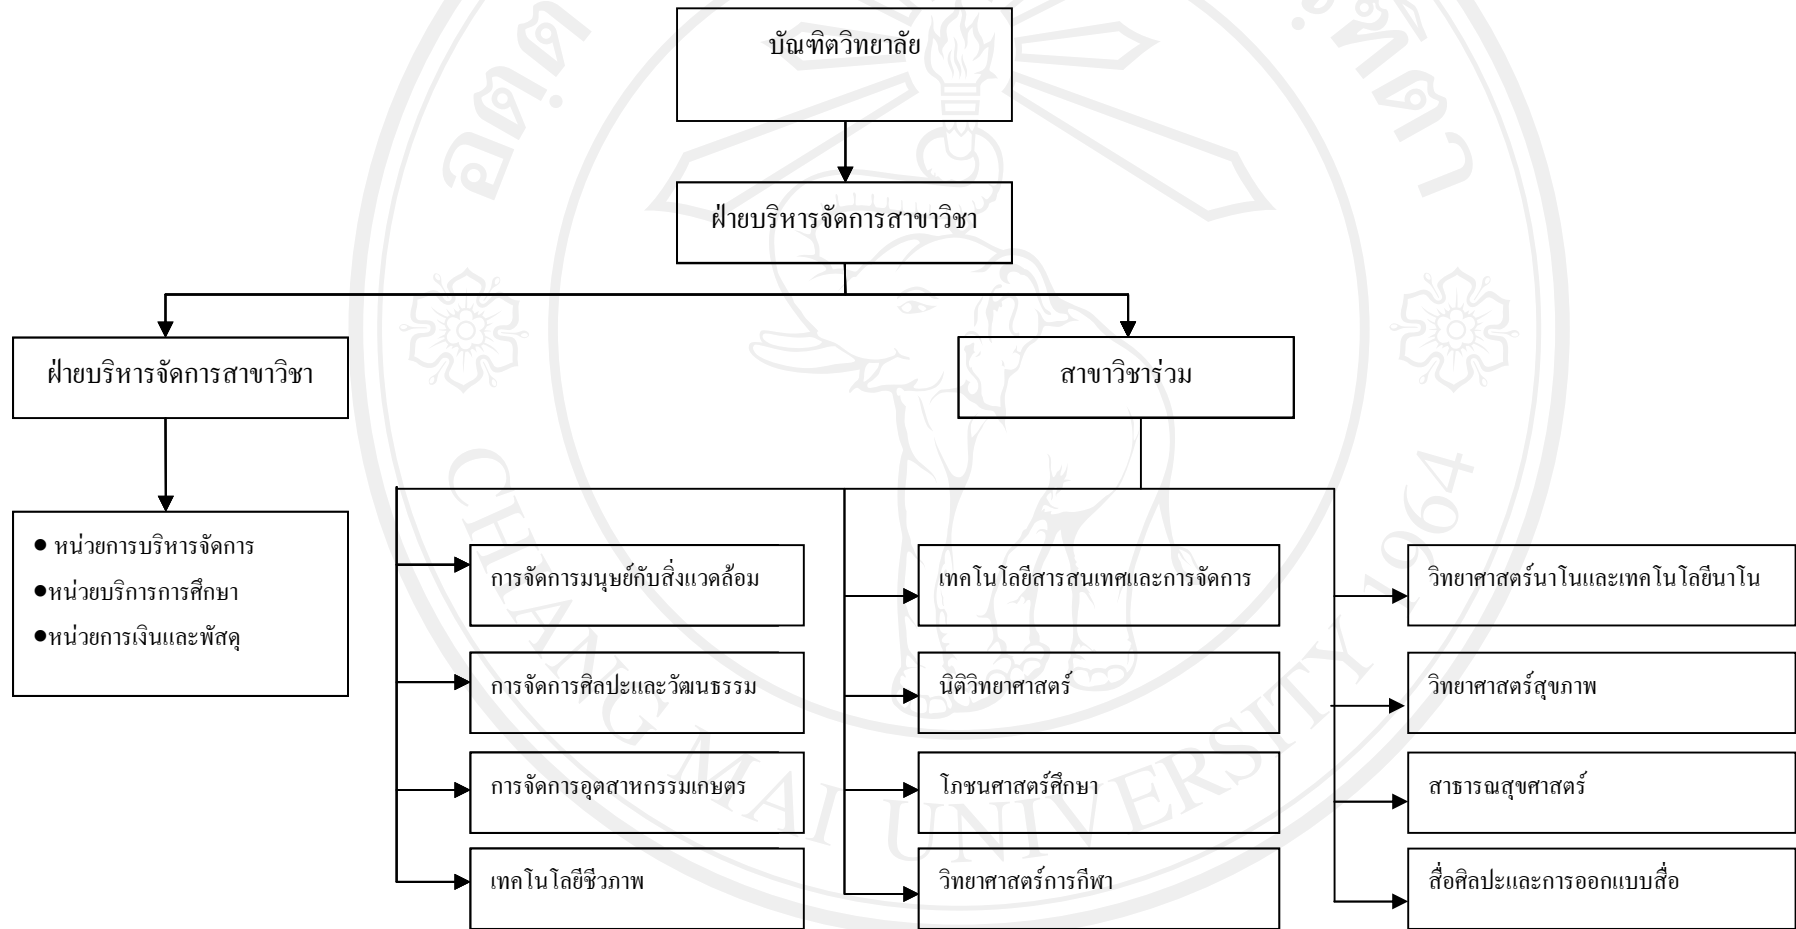 บัณฑิตวิทยาลัย
ฝ่ายบริหารจัดการสาขาวิชา
ฝ่ายบริหารจัดการสาขาวิชา
สาขาวิชาร่วม
● หน่วยการบริหารจัดการ
●หน่วยบริการการศึกษา
●หน่วยการเงินและพัสดุ
การจัดการมนุษย์กับสิ่งแวดล้อม
การจัดการศิลปะและวัฒนธรรม
การจัดการอุตสาหกรรมเกษตร
เทคโนโลยีชีวภาพ
เทคโนโลยีสารสนเทศและการจัดการ
นิติวิทยาศาสตร์
โภชนศาสตร์ศึกษา
วิทยาศาสตร์การกีฬา
วิทยาศาสตร์นาโนและเทคโนโลยีนาโน
วิทยาศาสตร์สุขภาพ
สาธารณสุขศาสตร์
สื่อศิลปะและการออกแบบสื่อ
CHIANG MAI UNIVERSITY 1964